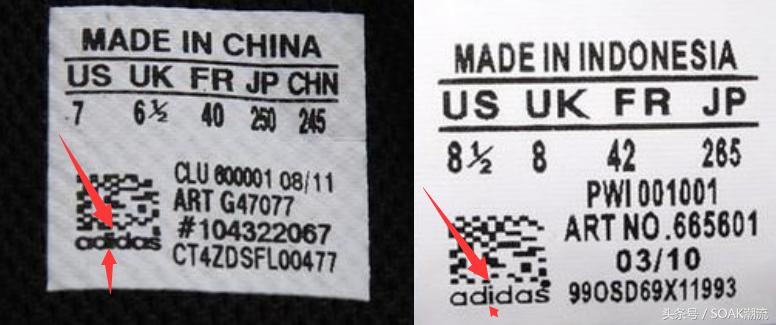 MADE IN CHINA
US UK FR JP CHN
7 6½ 40 250 245
CLU 600001 08/11
ART G47077
#104322067
CT4ZDSFL00477
adidas
MADE IN INDONESIA
US UK FR JP
8½ 8 42 265
PWI 001001
ART NO.665601
03/10
99OSD69X11993
adidas
头条号 / SOAK潮流